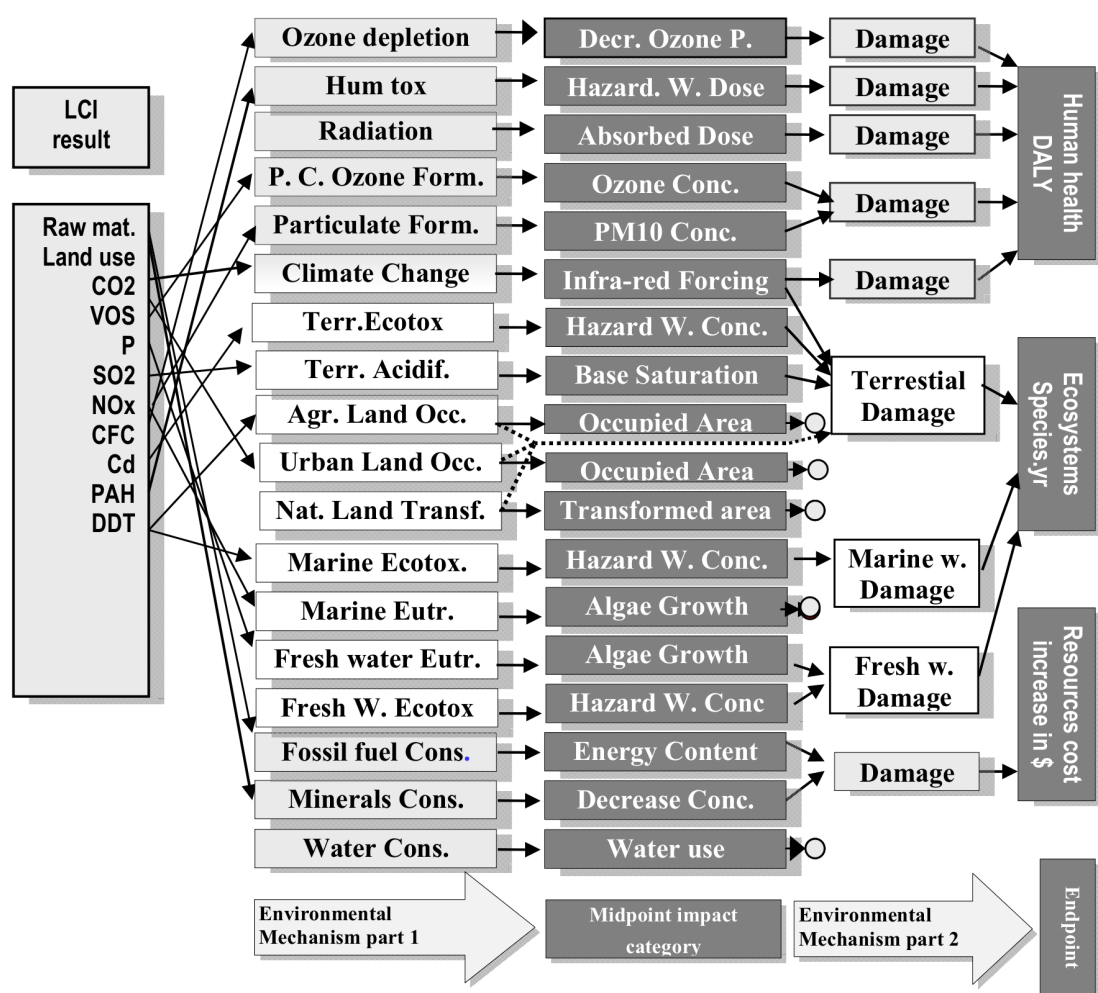 LCI
result
Raw mat.
Land use
CO2
VOS
P
SO2
NOx
CFC
Cd
PAH
DDT
Ozone depletion
Hum tox
Radiation
P. C. Ozone Form.
Particulate Form.
Climate Change
Terr.Ecotox
Terr. Acidif.
Agr. Land Occ.
Urban Land Occ.
Nat. Land Transf.
Marine Ecotox.
Marine Eutr.
Fresh water Eutr.
Fresh W. Ecotox
Fossil fuel Cons.
Minerals Cons.
Water Cons.
Decr. Ozone P.
Hazard. W. Dose
Absorbed Dose
Ozone Conc.
PM10 Conc.
Infra-red Forcing
Hazard W. Conc.
Base Saturation
Occupied Area
Occupied Area
Transformed area
Hazard W. Conc.
Algae Growth
Algae Growth
Hazard W. Conc
Energy Content
Decrease Conc.
Water use
Damage
Damage
Damage
Damage
Damage
Terrestial
Damage
Marine w.
Damage
Fresh w.
Damage
Damage
Human health
DALY
Ecosystems
Species.yr
Resources cost
increase in $
Environmental
Mechanism part 1
Midpoint impact
category
Environmental
Mechanism part 2
Endpoint